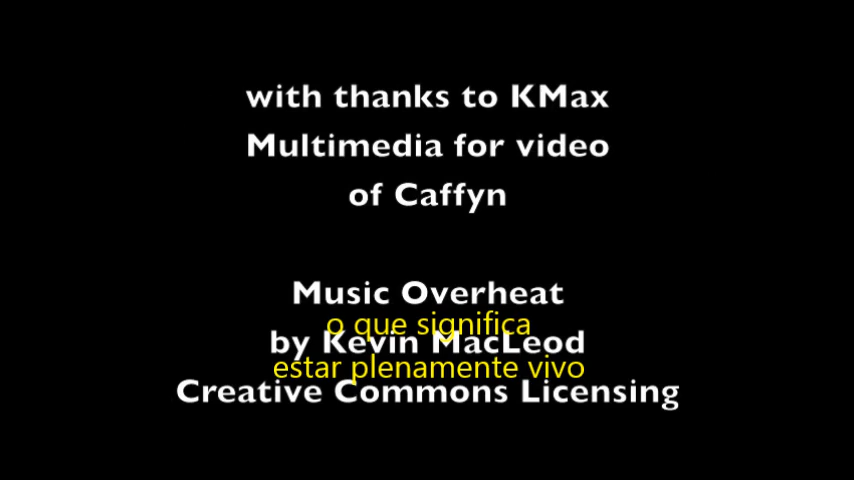 with thanks to KMax
Multimedia for video
of Caffyn
Music Overheat
o que significa
by Kevin MacLeod
estar plenamente vivo
Creative Commons Licensing